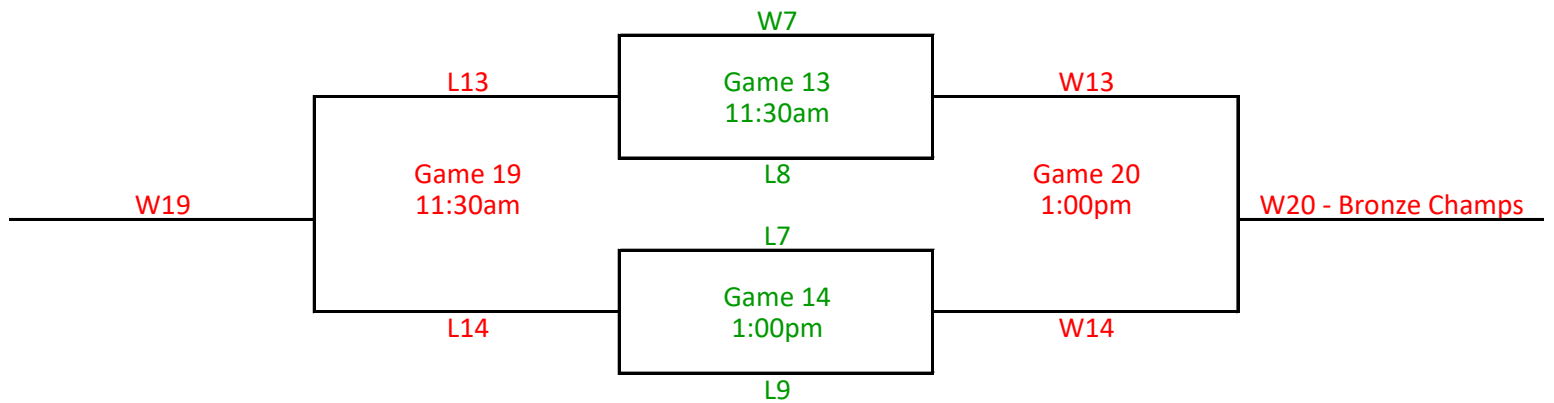 W7
L13
Game 13
11:30am
W13
L8
Game 19
11:30am
Game 20
1:00pm
W19
W20 - Bronze Champs
L7
Game 14
1:00pm
L14
W14
L9